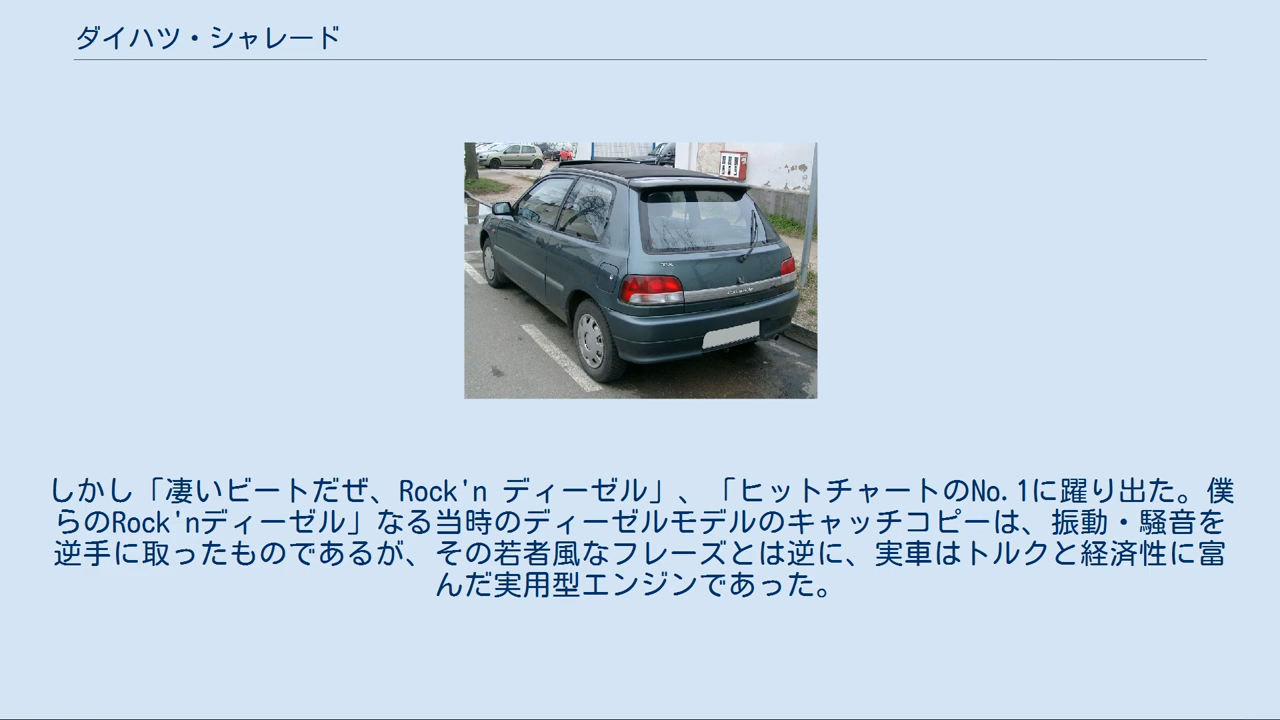 ダイハツ・シャレード
TX
しかし「凄いビートだぜ、Rock'n ディーゼル」、「ヒットチャートのNo.1に躍り出た。僕
らのRock'nディーゼル」なる当時のディーゼルモデルのキャッチコピーは、振動・騒音を
逆手に取ったものであるが、その若者風なフレーズとは逆に、実車はトルクと経済性に富
んだ実用型エンジンであった。